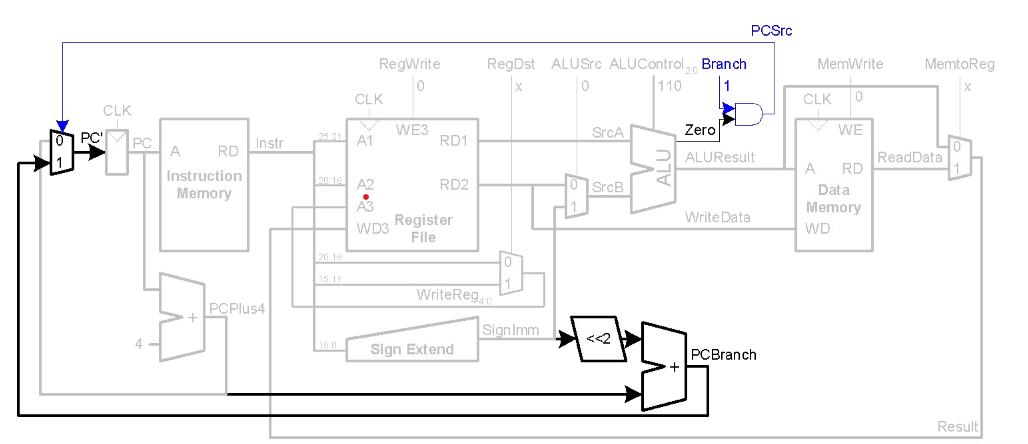 PCSrc
RegWrite RegDst ALUSrc ALUControl2:0 Branch MemWrite MemtoReg
0 x 0 110 1 0 x
CLK CLK CLK
PC' PC A RD Instr
Instruction
Memory
25:21 A1 WE3 RD1 SrcA Zero
20:16 A2 RD2 0 1 SrcB ALU ALUResult
A3
WD3 Register
File
WriteData
A WE RD ReadData
Data
Memory
WD
0 1
0
1
20:16 0
15:11 1
WriteReg4:0
PCPlus4
+
4
15:0 Sign Extend SignImm
<<2
+
PCBranch
Result